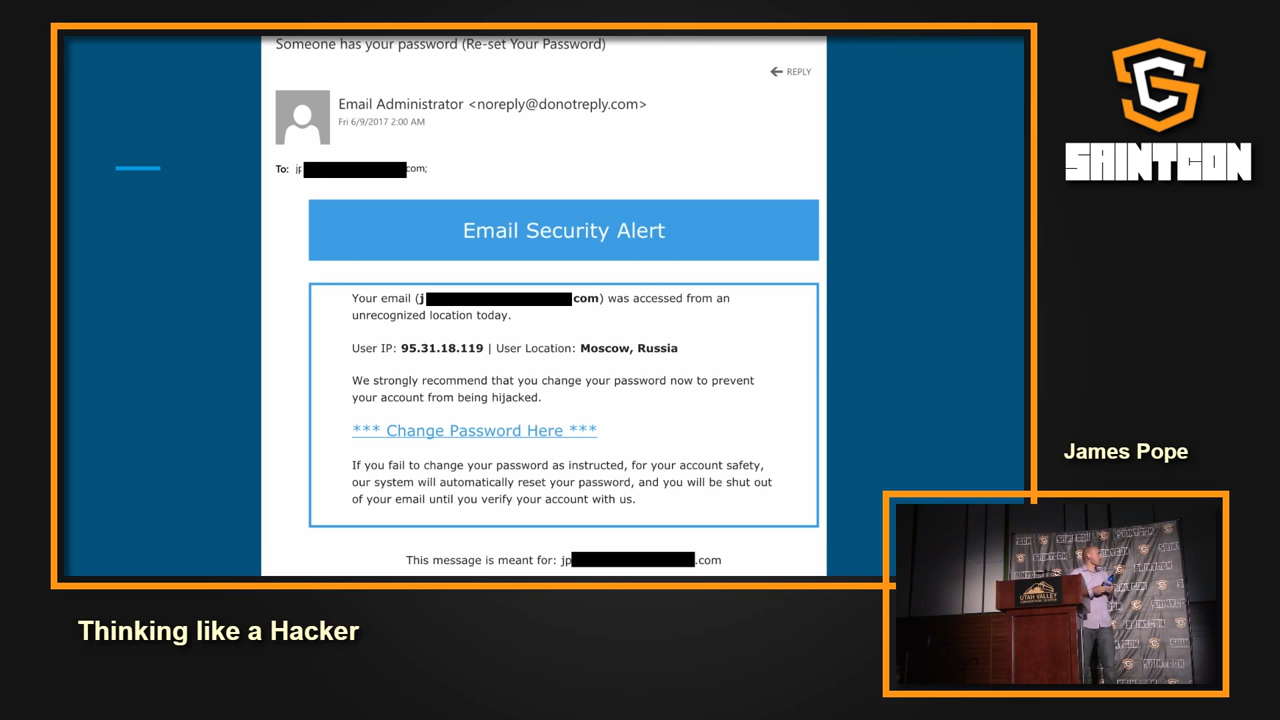 Someone has your password (Re-set Your Password)
REPLY
Email Administrator <noreply@donotreply.com>
Fri 6/9/2017 2:00 AM
To: jp com;
Email Security Alert
Your email (j com) was accessed from an
unrecognized location today.
User IP: 95.31.18.119 | User Location: Moscow, Russia
We strongly recommend that you change your password now to prevent
your account from being hijacked.
*** Change Password Here ***
If you fail to change your password as instructed, for your account safety,
our system will automatically reset your password, and you will be shut out
of your email until you verify your account with us.
This message is meant for: jp .com
SAINTCON
James Pope
UTAH VALLEY
Thinking like a Hacker